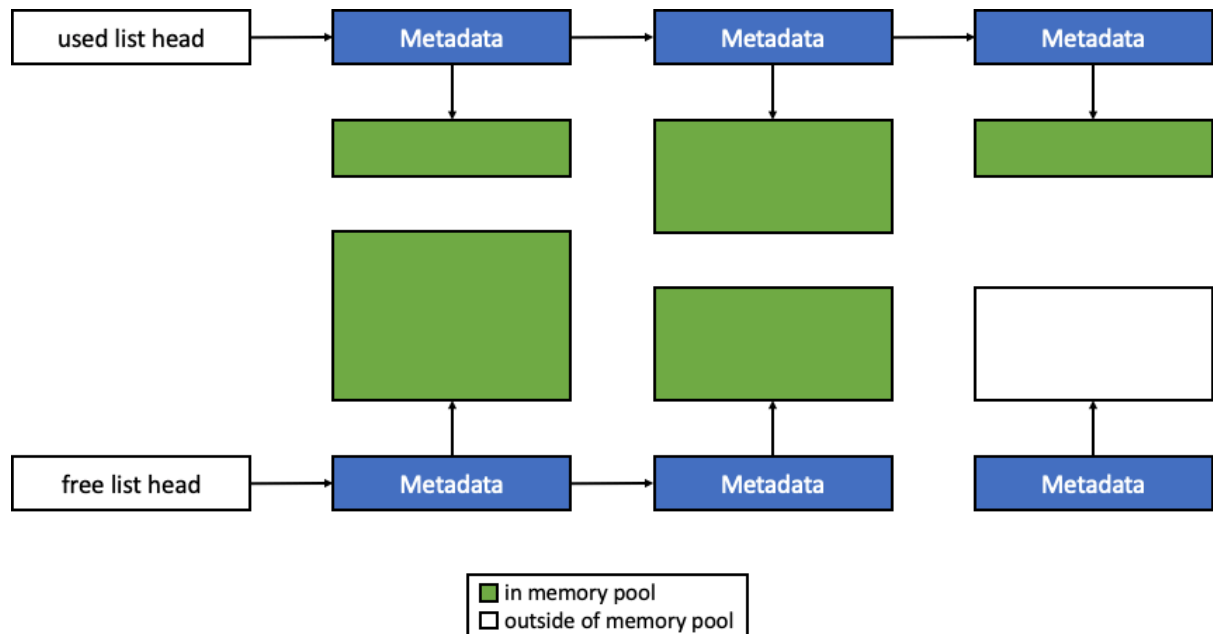 used list head
Metadata
Metadata
Metadata
free list head
Metadata
Metadata
Metadata
in memory pool
outside of memory pool